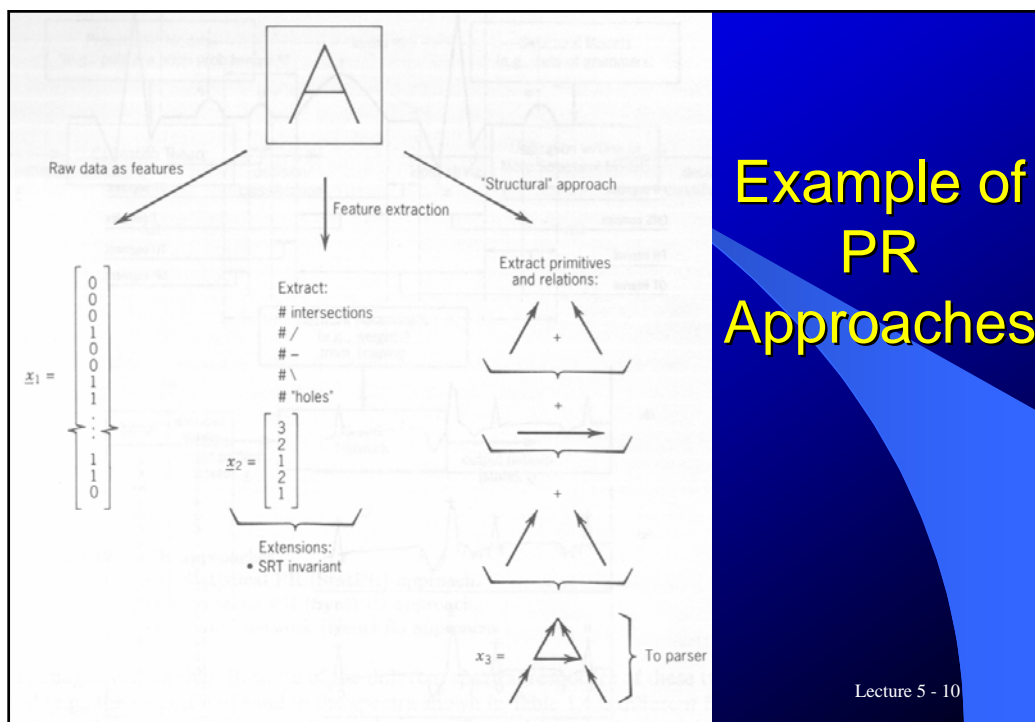 A
Raw data as features
Feature extraction
"Structural" approach
x1 =
0
0
0
1
0
0
1
1
.
.
.
1
1
0
Extract:
# intersections
# /
# –
# \
# "holes"
x2 =
3
2
1
2
1
Extensions:
• SRT invariant
Extract primitives
and relations:
+
+
+
x3 =
To parser
Example of
PR
Approaches
Lecture 5 - 10